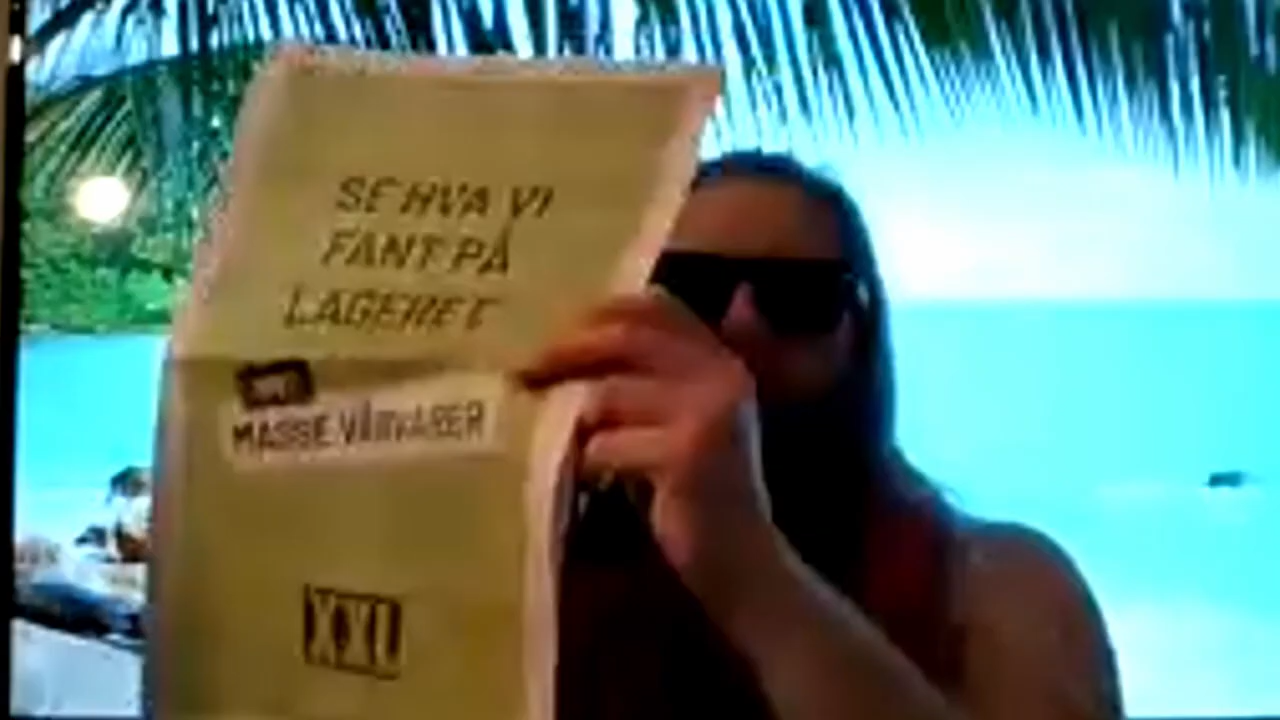 SE HVA VI
FANT PÅ
LAGERET
MASSE VÅRVARER
XXL